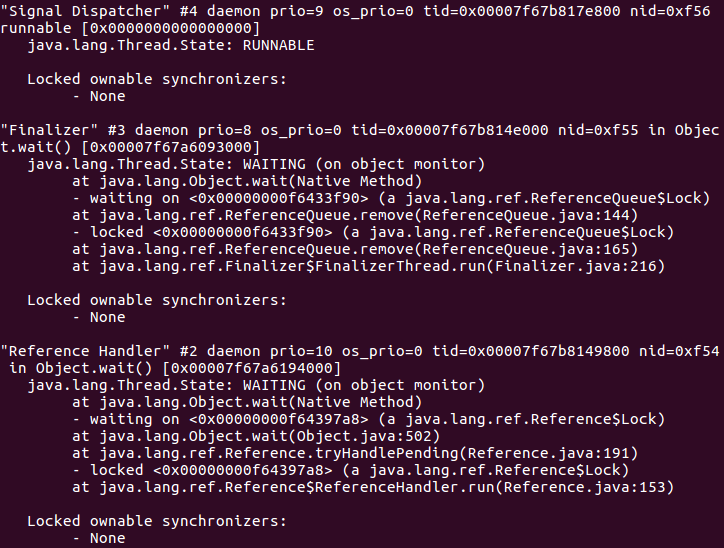 "Signal Dispatcher" #4 daemon prio=9 os_prio=0 tid=0x00007f67b817e800 nid=0xf56
runnable [0x0000000000000000]
   java.lang.Thread.State: RUNNABLE

   Locked ownable synchronizers:
        - None

"Finalizer" #3 daemon prio=8 os_prio=0 tid=0x00007f67b814e000 nid=0xf55 in Objec
t.wait() [0x00007f67a6093000]
   java.lang.Thread.State: WAITING (on object monitor)
        at java.lang.Object.wait(Native Method)
        - waiting on <0x00000000f6433f90> (a java.lang.ref.ReferenceQueue$Lock)
        at java.lang.ref.ReferenceQueue.remove(ReferenceQueue.java:144)
        - locked <0x00000000f6433f90> (a java.lang.ref.ReferenceQueue$Lock)
        at java.lang.ref.ReferenceQueue.remove(ReferenceQueue.java:165)
        at java.lang.ref.Finalizer$FinalizerThread.run(Finalizer.java:216)

   Locked ownable synchronizers:
        - None

"Reference Handler" #2 daemon prio=10 os_prio=0 tid=0x00007f67b8149800 nid=0xf54
 in Object.wait() [0x00007f67a6194000]
   java.lang.Thread.State: WAITING (on object monitor)
        at java.lang.Object.wait(Native Method)
        - waiting on <0x00000000f64397a8> (a java.lang.ref.Reference$Lock)
        at java.lang.Object.wait(Object.java:502)
        at java.lang.ref.Reference.tryHandlePending(Reference.java:191)
        - locked <0x00000000f64397a8> (a java.lang.ref.Reference$Lock)
        at java.lang.ref.Reference$ReferenceHandler.run(Reference.java:153)

   Locked ownable synchronizers:
        - None